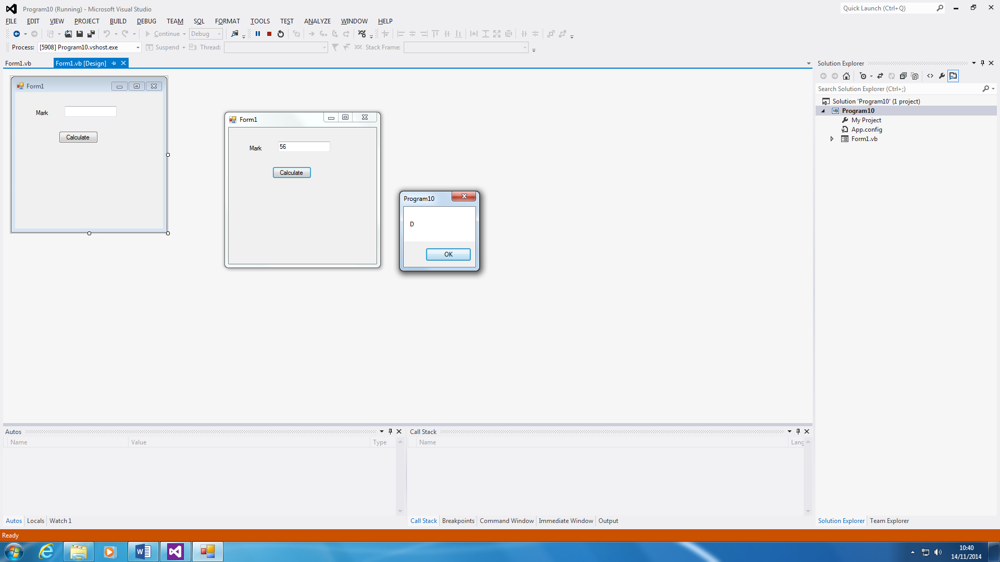 Program10 (Running) - Microsoft Visual Studio
Quick Launch (Ctrl+Q)
FILE EDIT VIEW PROJECT BUILD DEBUG TEAM SQL FORMAT TOOLS TEST ANALYZE WINDOW HELP
Continue Debug
Process: [5908] Program10.vshost.exe Suspend Thread: Stack Frame:
Form1.vb Form1.vb [Design]
Form1
Mark
Calculate
Form1
Mark 56
Calculate
Program10
D
OK
Solution Explorer
Search Solution Explorer (Ctrl+;)
Solution 'Program10' (1 project)
VB Program10
My Project
App.config
Form1.vb
Autos
Name Value Type
Autos Locals Watch 1
Call Stack
Name Lang
Call Stack Breakpoints Command Window Immediate Window Output
Solution Explorer Team Explorer
Ready
10:40
14/11/2014